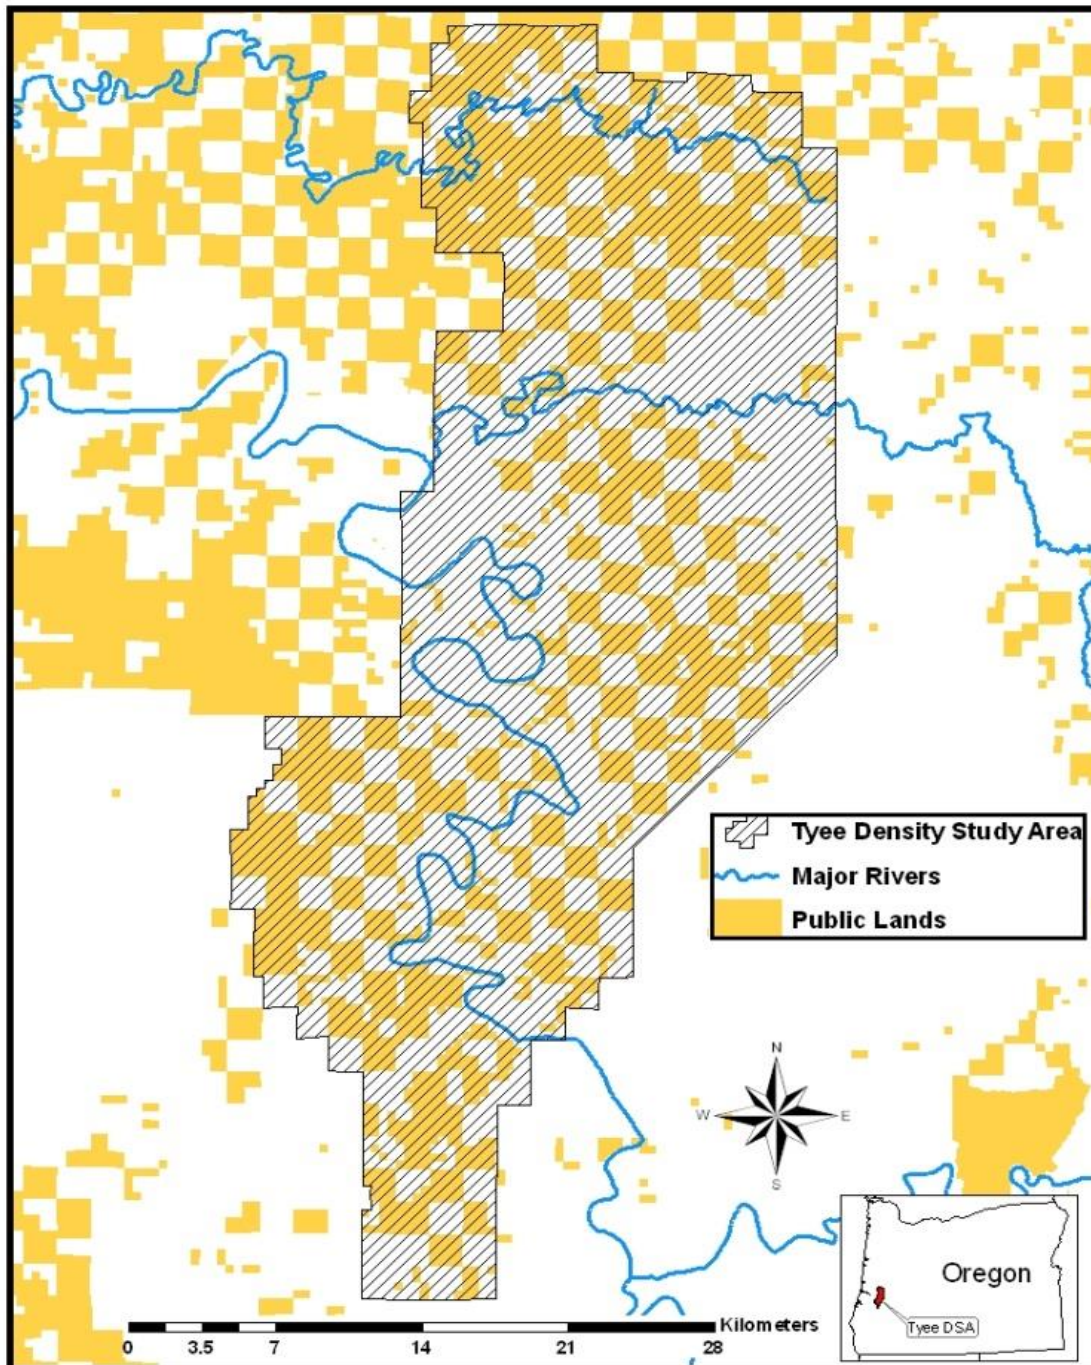 Tyee Density Study Area
Major Rivers
Public Lands
N
W E
S
Oregon
Tyee DSA
Kilometers
0 3.5 7 14 21 28